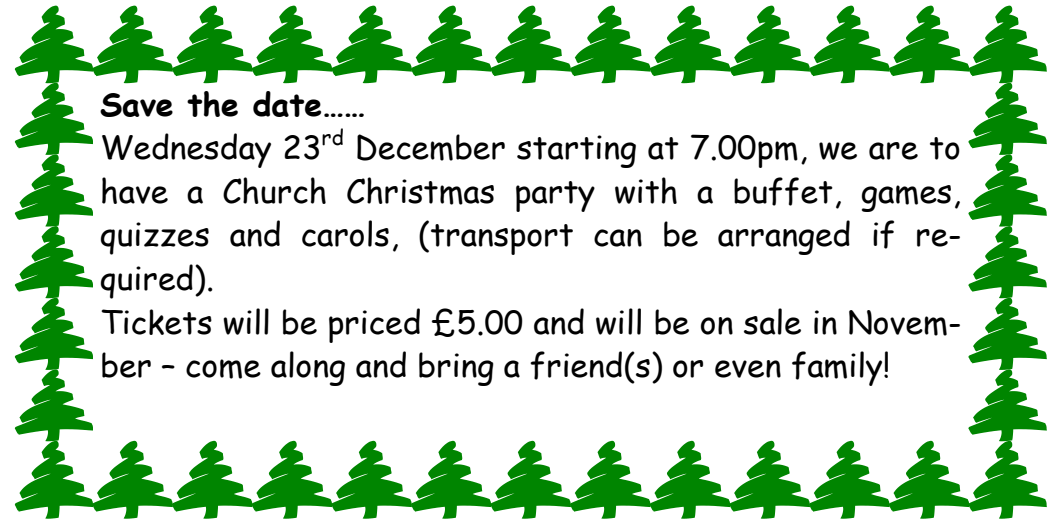 Save the date……
Wednesday 23rd December starting at 7.00pm, we are to
have a Church Christmas party with a buffet, games,
quizzes and carols, (transport can be arranged if re-
quired).
Tickets will be priced £5.00 and will be on sale in Novem-
ber – come along and bring a friend(s) or even family!